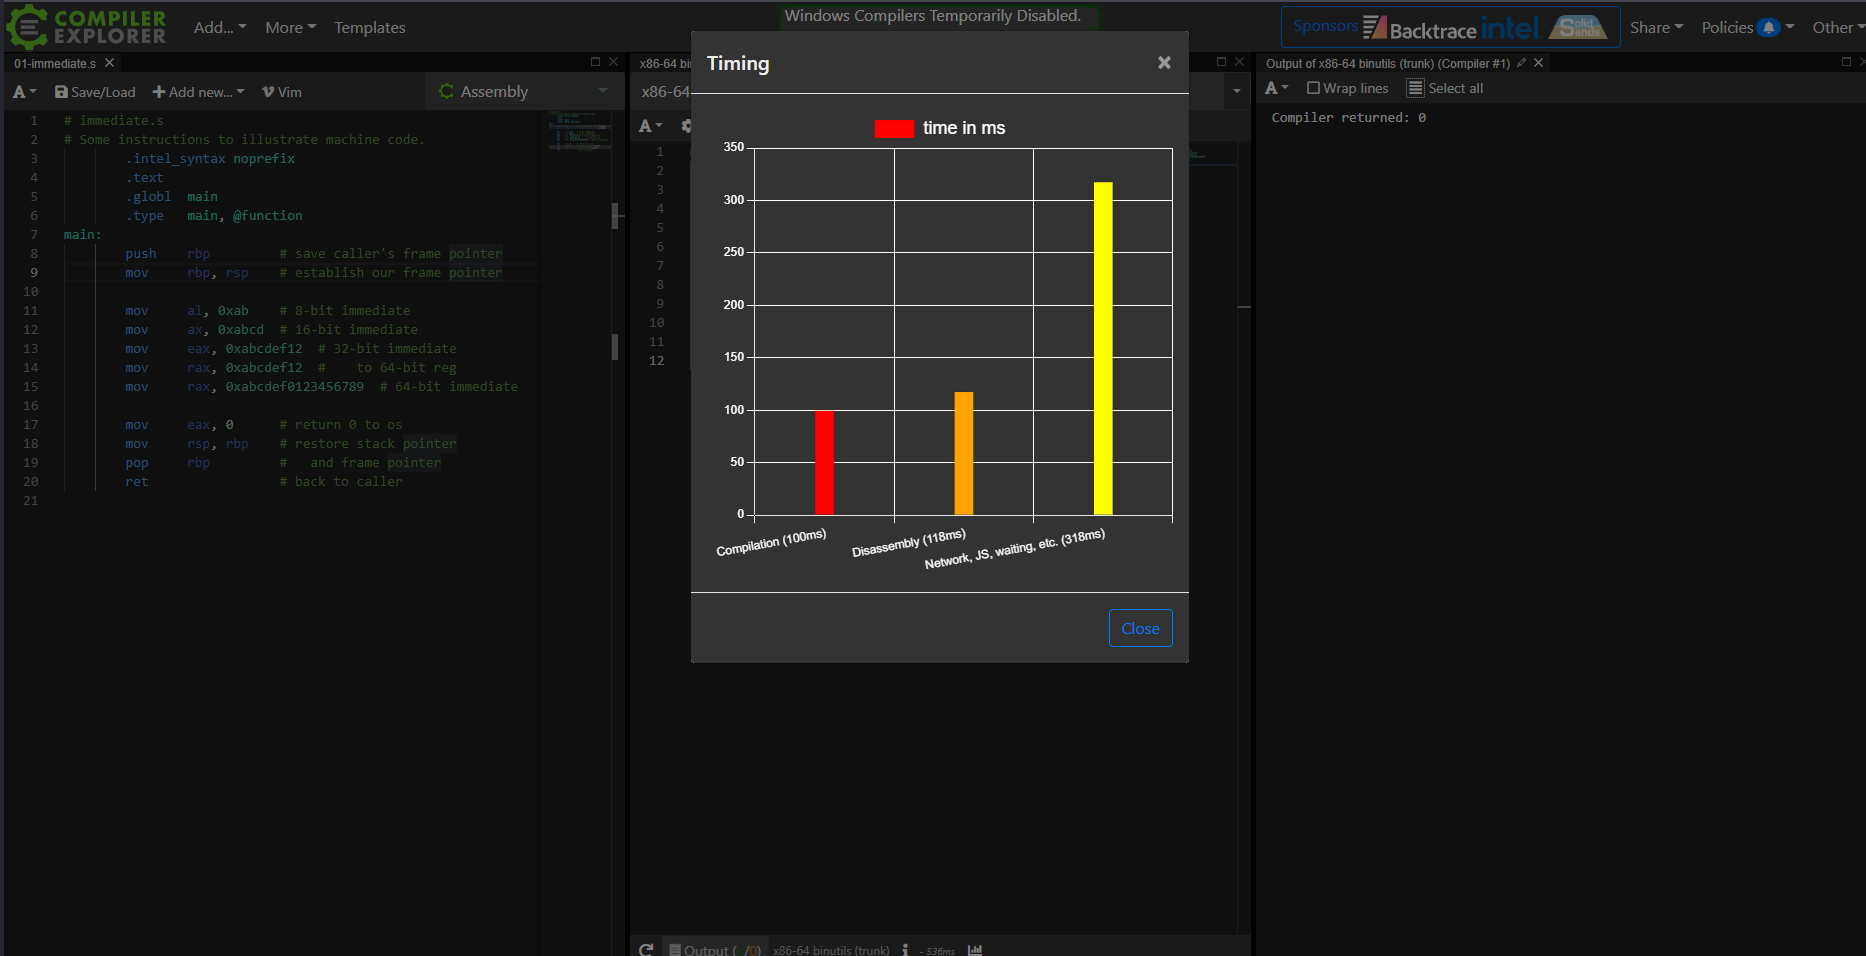 COMPILER
EXPLORER
Add...
More
Templates
Windows Compilers Temporarily Disabled.
Sponsors
Backtrace
intel
Solid
Sands
Share
Policies
Other
01-immediate.s
A
Save/Load
Add new...
Vim
Assembly
1 # immediate.s
2 # Some instructions to illustrate machine code.
3 .intel_syntax noprefix
4 .text
5 .globl main
6 .type main, @function
7 main:
8 push rbp # save caller's frame pointer
9 mov rbp, rsp # establish our frame pointer
10
11 mov al, 0xab # 8-bit immediate
12 mov ax, 0xabcd # 16-bit immediate
13 mov eax, 0xabcdef12 # 32-bit immediate
14 mov rax, 0xabcdef12 # to 64-bit reg
15 mov rax, 0xabcdef0123456789 # 64-bit immediate
16
17 mov eax, 0 # return 0 to os
18 mov rsp, rbp # restore stack pointer
19 pop rbp # and frame pointer
20 ret # back to caller
21
x86-64 bi
x86-64
A
1
2
3
4
5
6
7
8
9
10
11
12
Timing
×
time in ms
350
300
250
200
150
100
50
0
Compilation (100ms)
Disassembly (118ms)
Network, JS, waiting, etc. (318ms)
Close
Output of x86-64 binutils (trunk) (Compiler #1)
A
Wrap lines
Select all
Compiler returned: 0
Output ( /0)
x86-64 binutils (trunk)
i
- 536ms